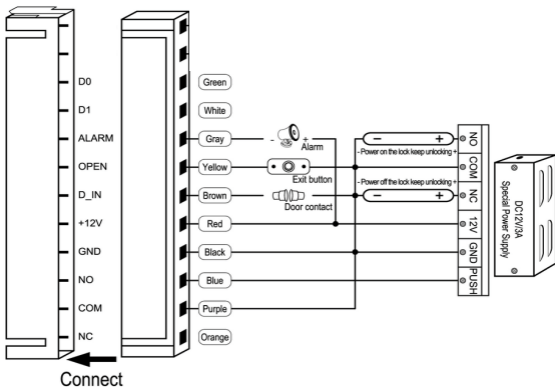 D0
Green
D1
White
ALARM
Gray
- +
Alarm
- +
NO
- Power on the lock keep unlocking +
OPEN
Yellow
Exit button
COM
- Power off the lock keep unlocking +
D_IN
Brown
Door contact
- +
NC
+12V
Red
12V
GND
Black
GND
NO
Blue
PUSH
COM
Purple
NC
Orange
DC12V/3A
Special Power Supply
Connect